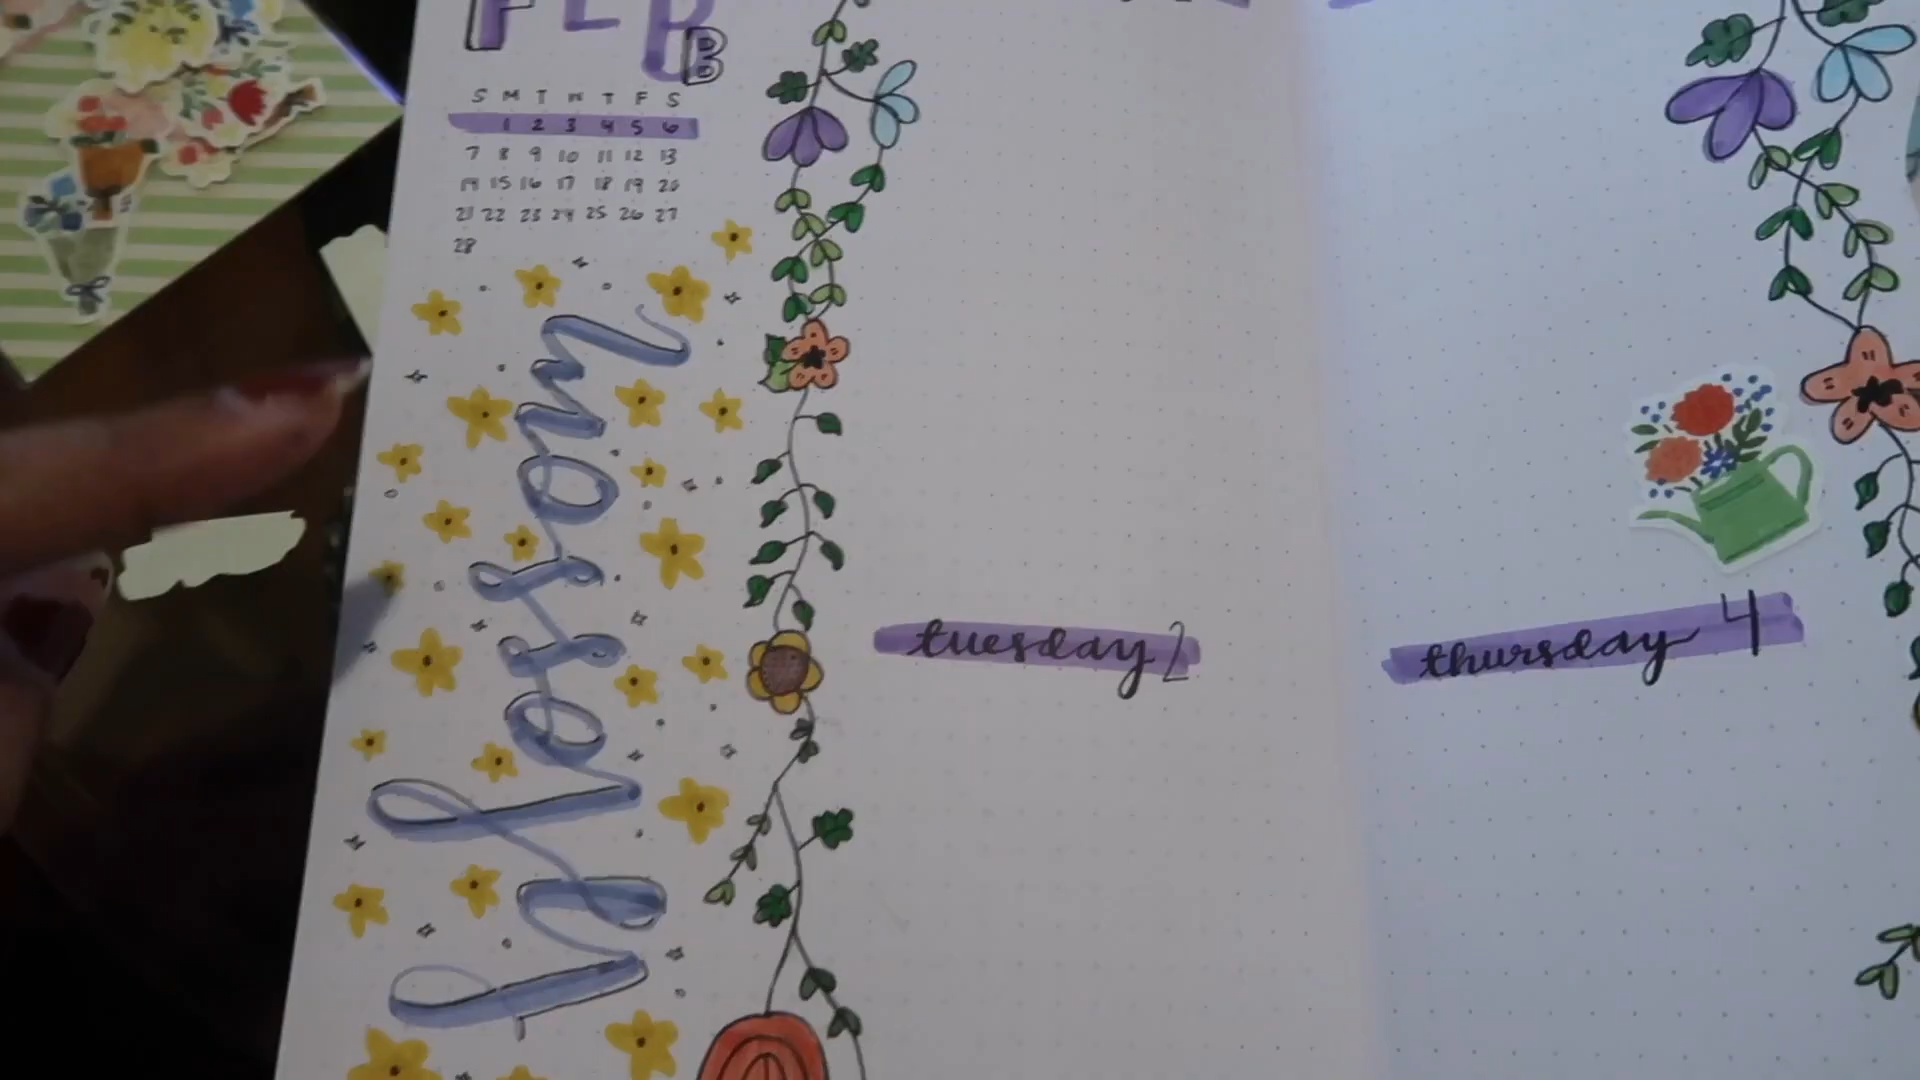 FEB
S M T W T F S
1 2 3 4 5 6
7 8 9 10 11 12 13
14 15 16 17 18 19 20
21 22 23 24 25 26 27
28
blossom
tuesday 2
thursday 4